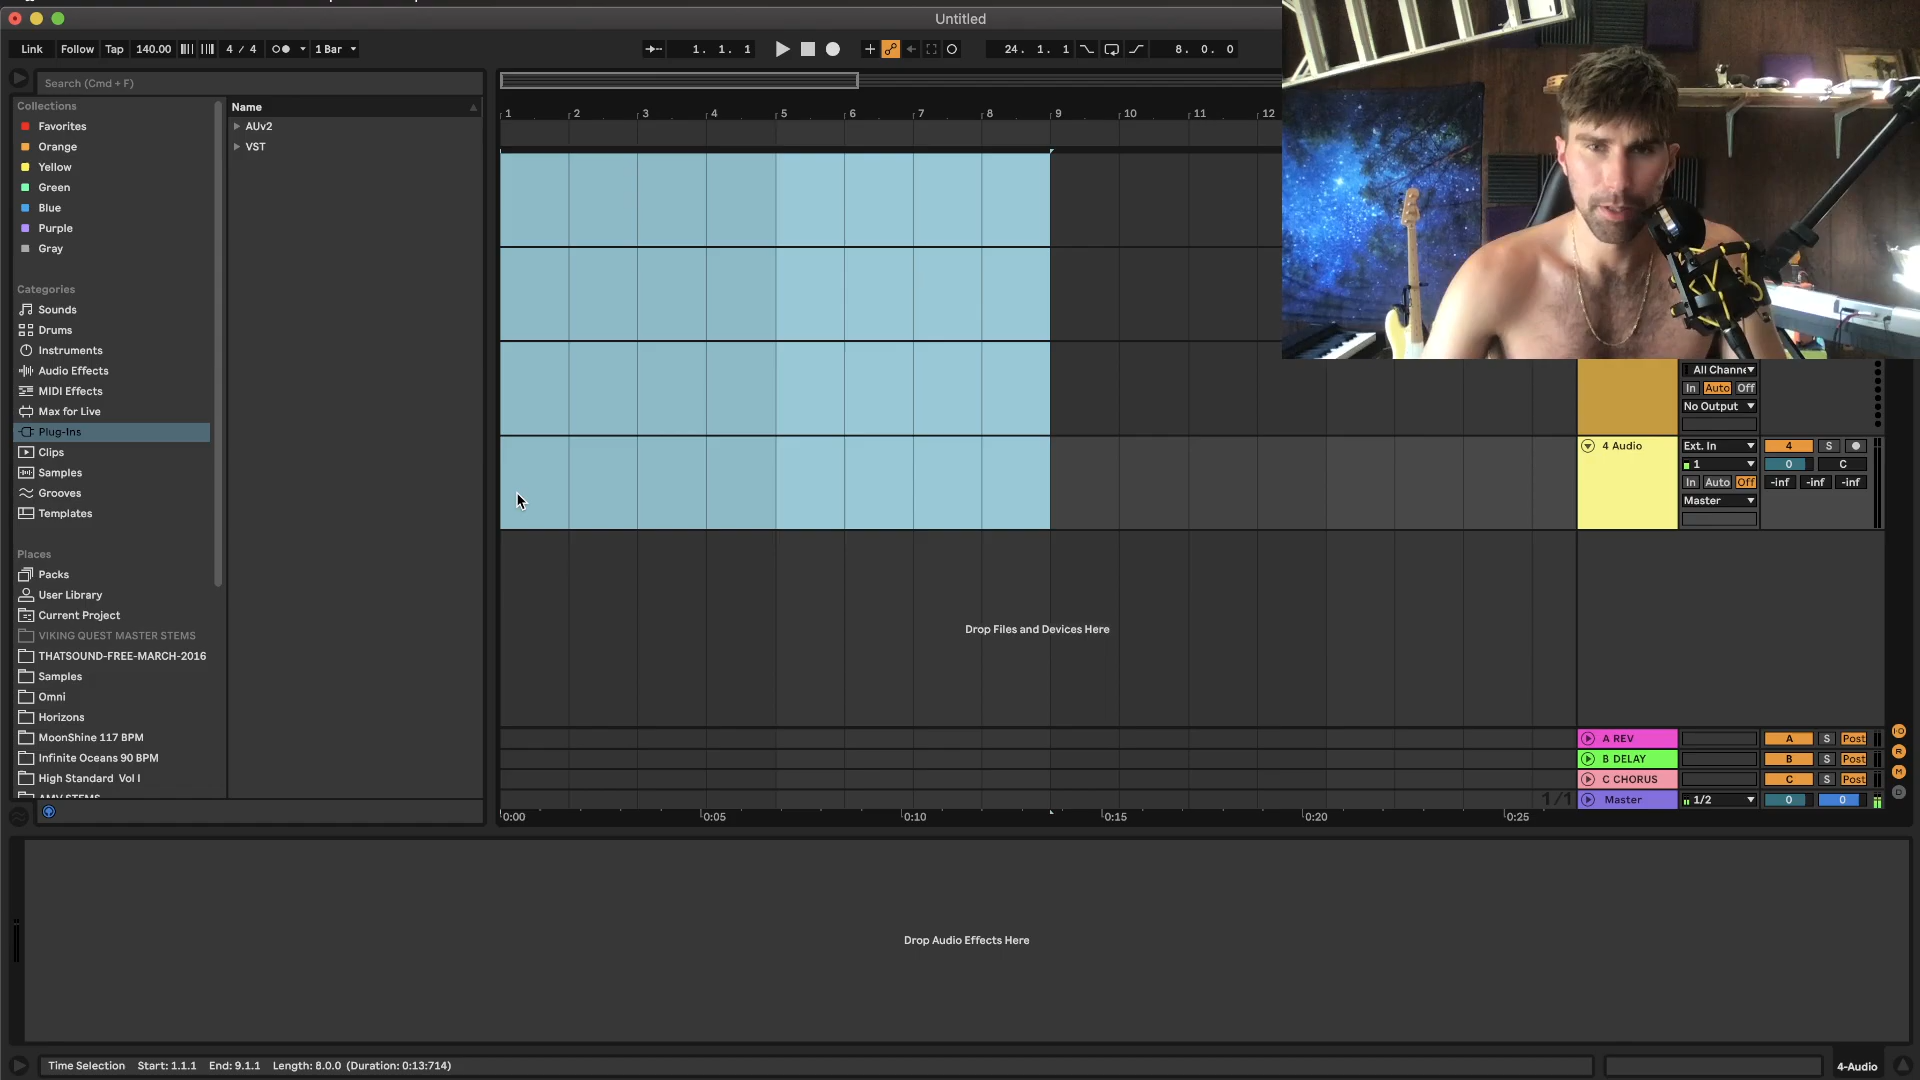 Untitled
Link Follow Tap 140.00 4 / 4 1 Bar
1. 1. 1
24. 1. 1
8. 0. 0
Search (Cmd + F)
Collections
Favorites
Orange
Yellow
Green
Blue
Purple
Gray
Categories
Sounds
Drums
Instruments
Audio Effects
MIDI Effects
Max for Live
Plug-Ins
Clips
Samples
Grooves
Templates
Places
Packs
User Library
Current Project
VIKING QUEST MASTER STEMS
THATSOUND-FREE-MARCH-2016
Samples
Omni
Horizons
MoonShine 117 BPM
Infinite Oceans 90 BPM
High Standard Vol I
Name
AUv2
VST
1 2 3 4 5 6 7 8 9 10 11 12
All Channe
In Auto Off
No Output
4 Audio Ext. In 4 S
1 0 C
In Auto Off -inf -inf -inf
Master
Drop Files and Devices Here
A REV A S Post
B DELAY B S Post
C CHORUS C S Post
1/1 Master 1/2 0 0
I-O
R
M
D
0:00 0:05 0:10 0:15 0:20 0:25
Drop Audio Effects Here
Time Selection Start: 1.1.1 End: 9.1.1 Length: 8.0.0 (Duration: 0:13:714)
4-Audio